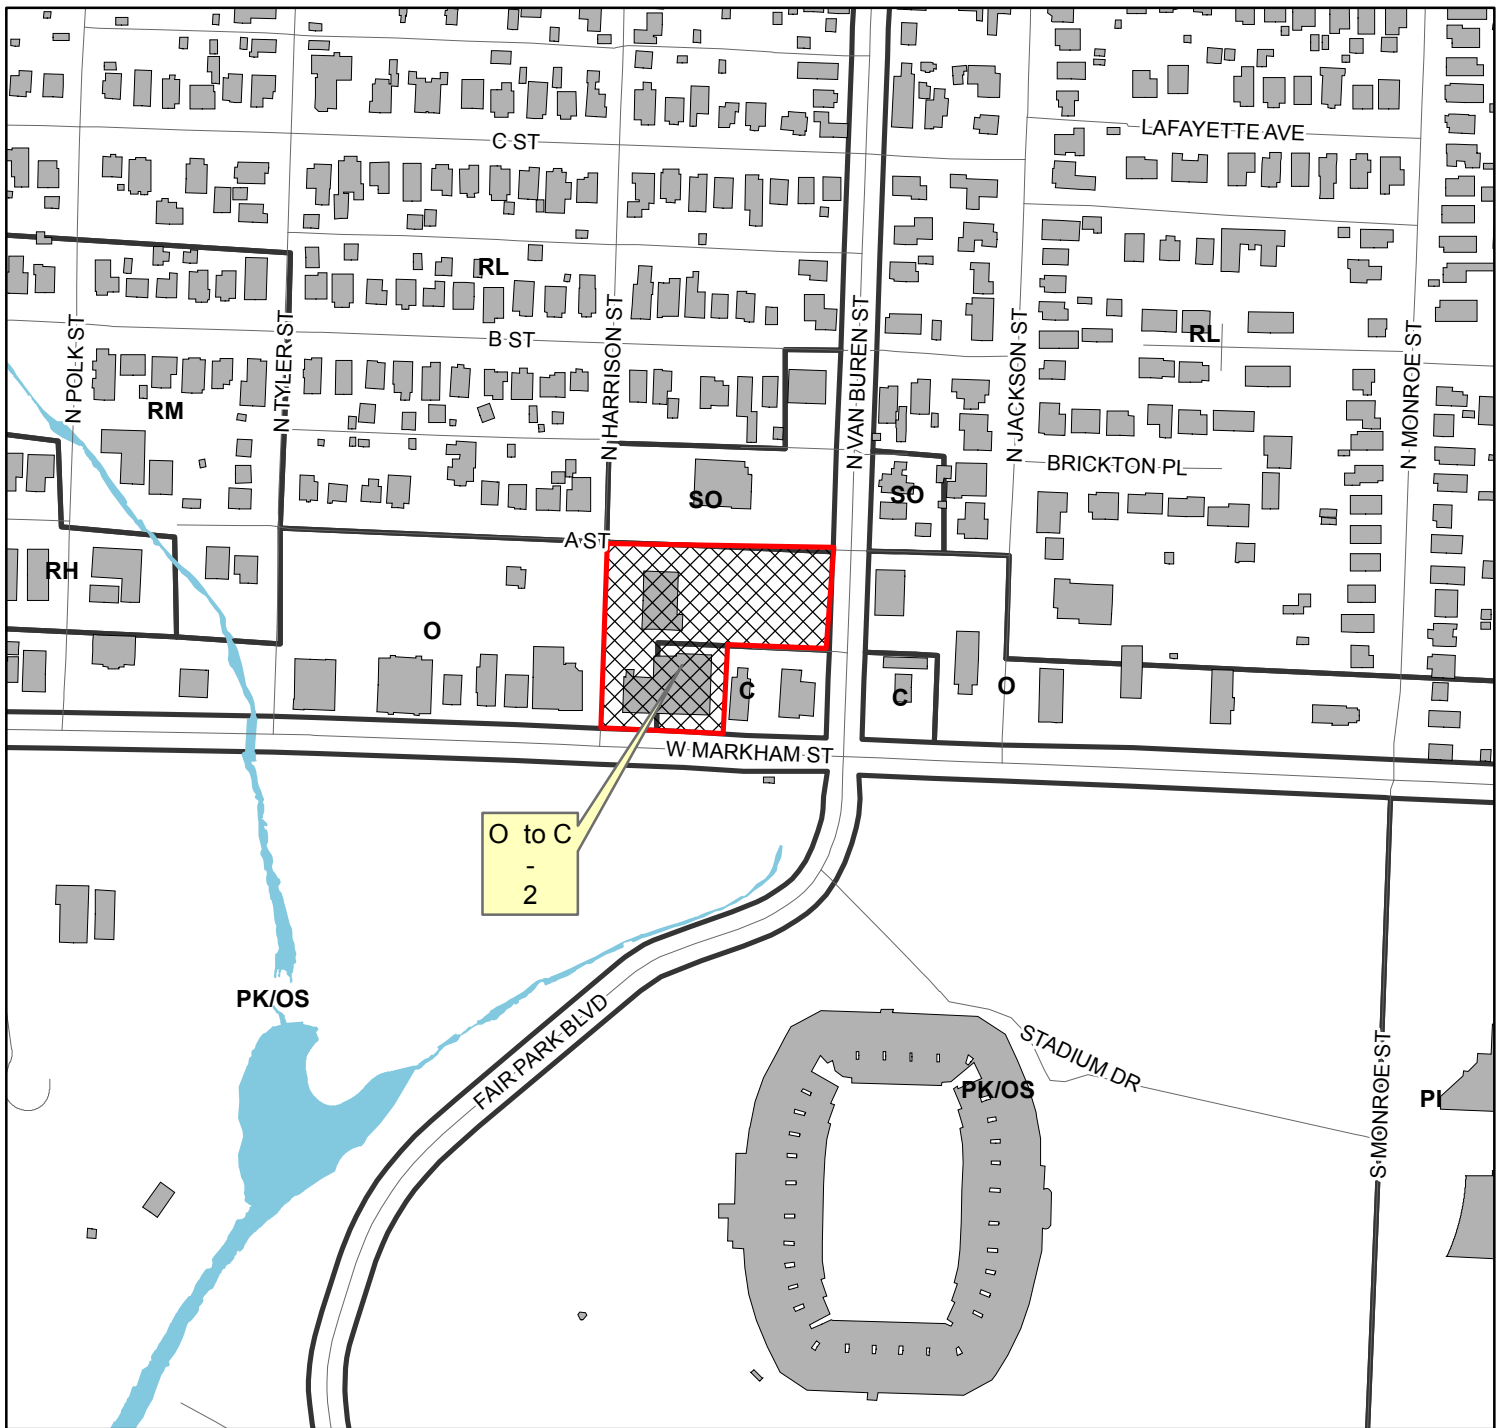 C ST
LAFAYETTE AVE
RL
N POLK ST
N TYLER ST
B ST
N HARRISON ST
N VAN BUREN ST
N JACKSON ST
RL
N MONROE ST
RM
BRICKTON PL
SO
SO
A ST
RH
O
C
C
O
W MARKHAM ST
O to C
-
2
PK/OS
FAIR PARK BLVD
STADIUM DR
PK/OS
S MONROE ST